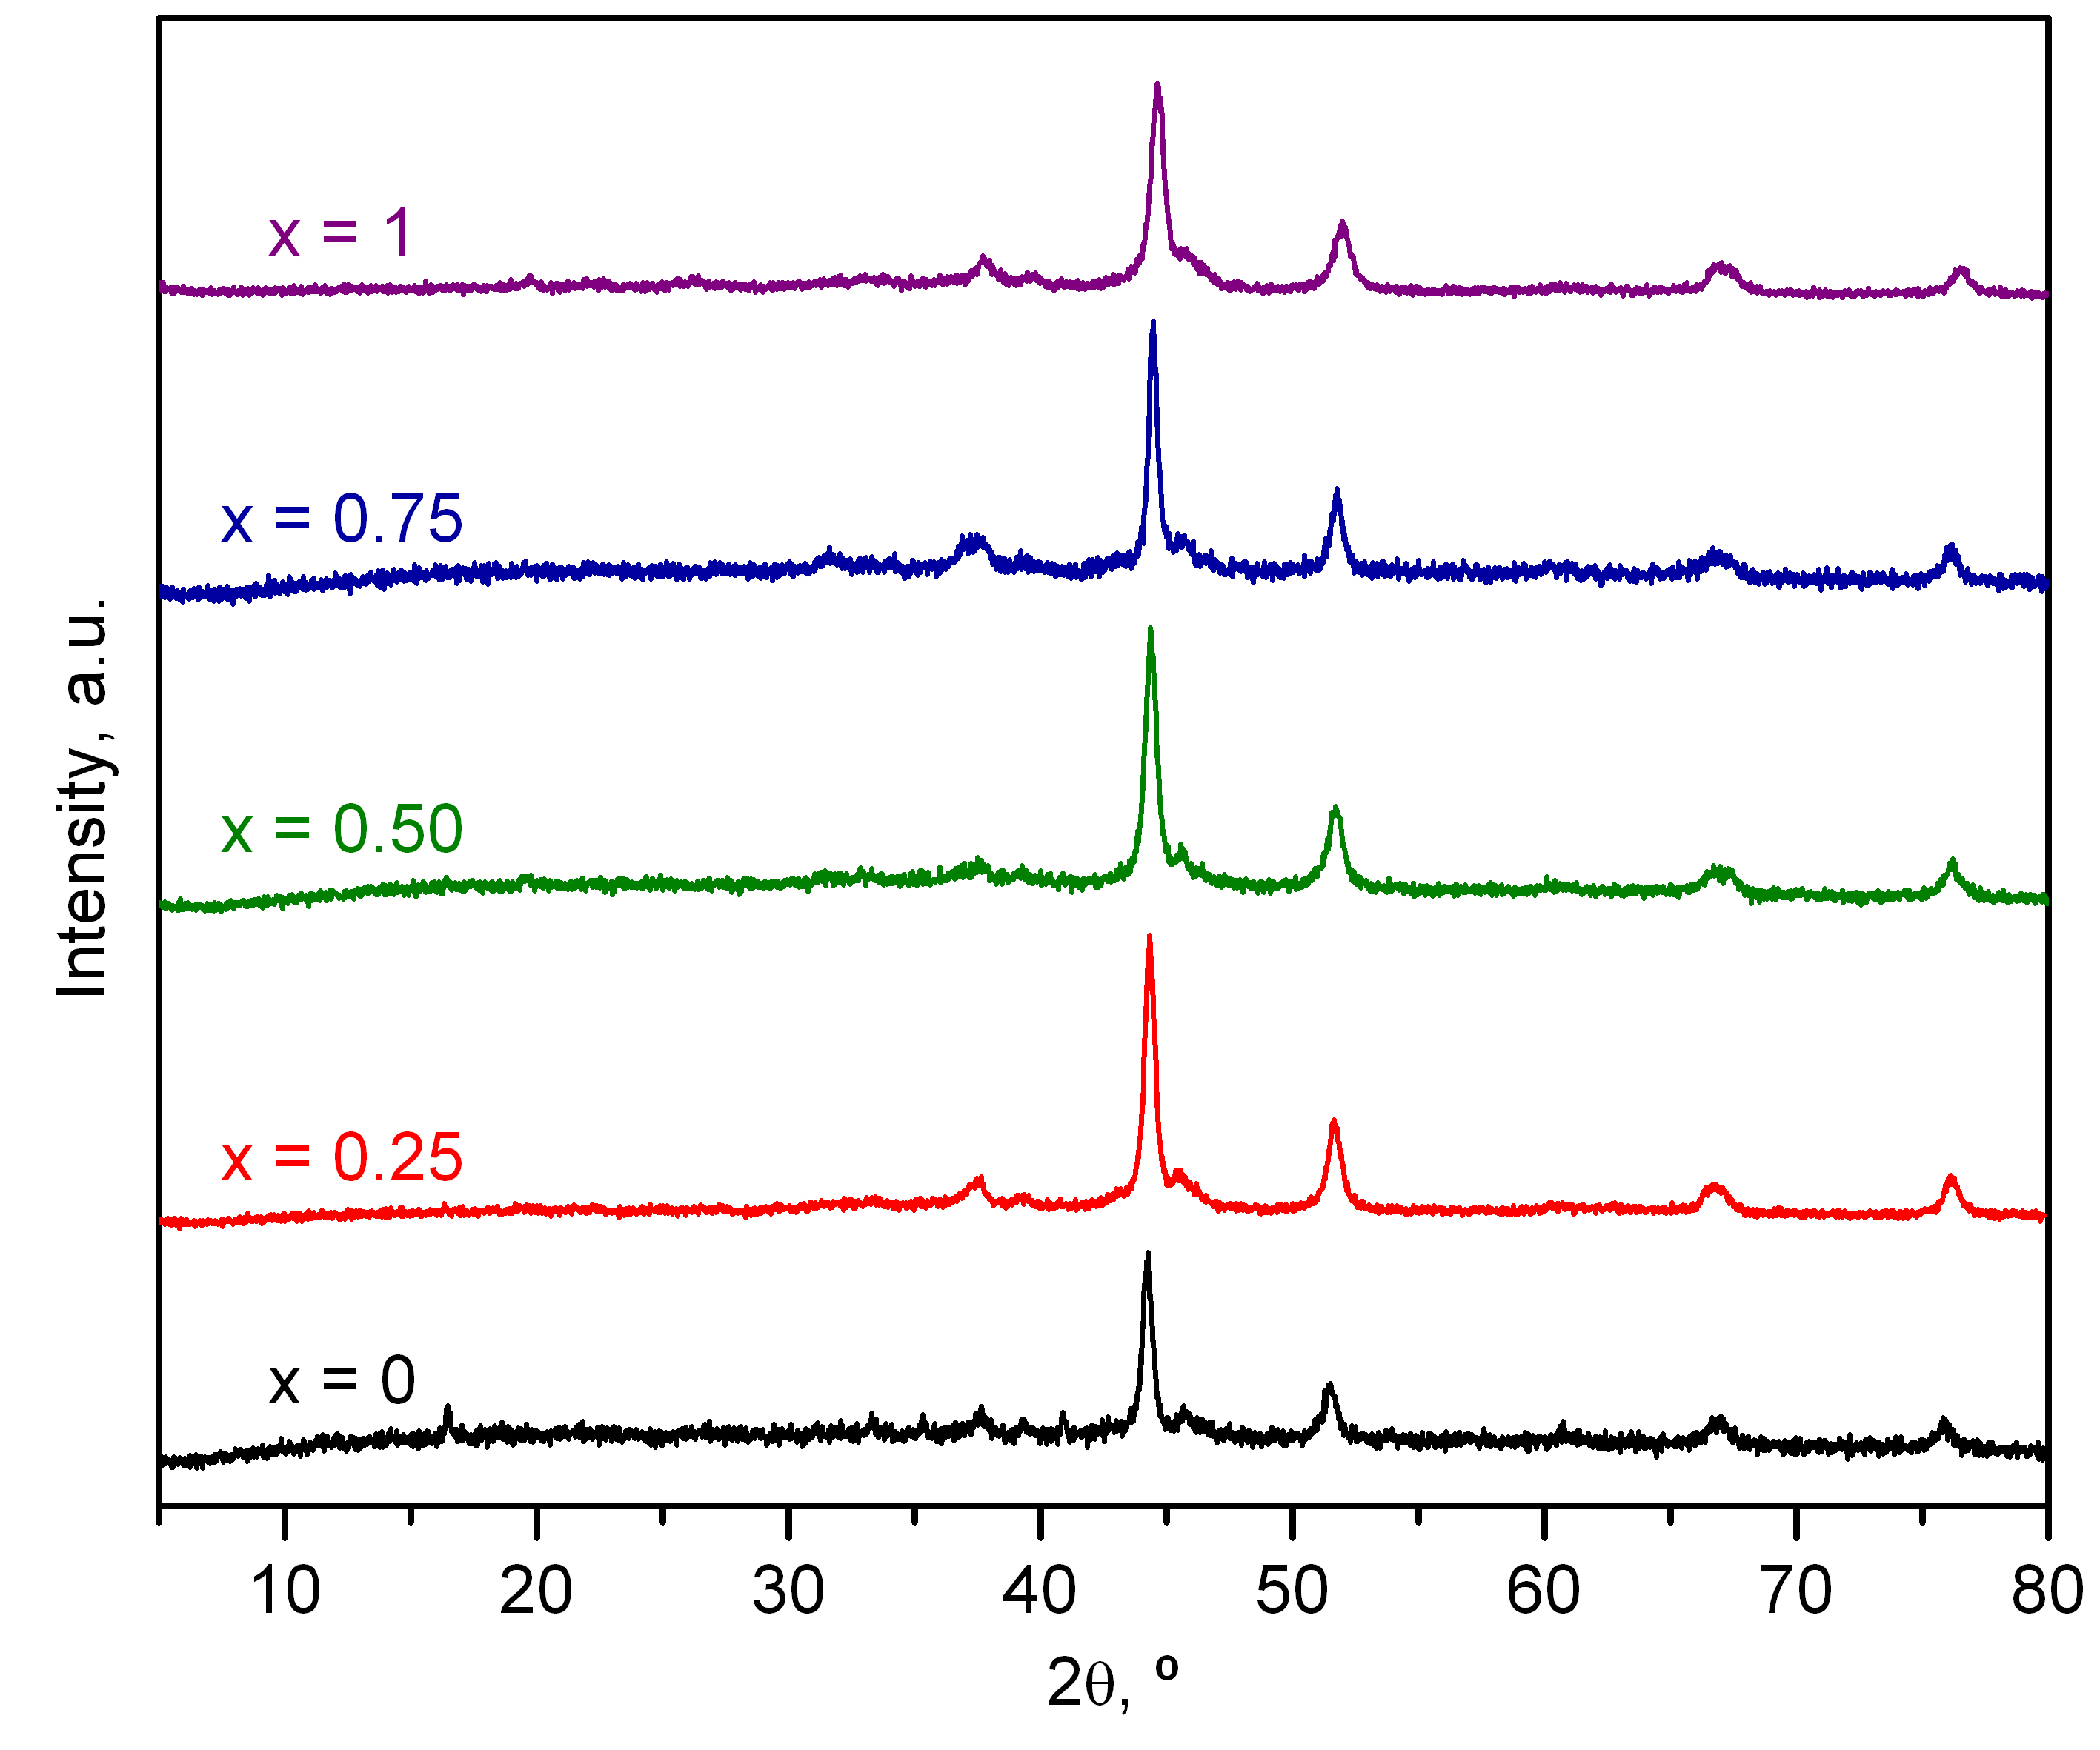 x = 1
x = 0.75
x = 0.50
x = 0.25
x = 0
Intensity, a.u.
10 20 30 40 50 60 70 80
2θ, º